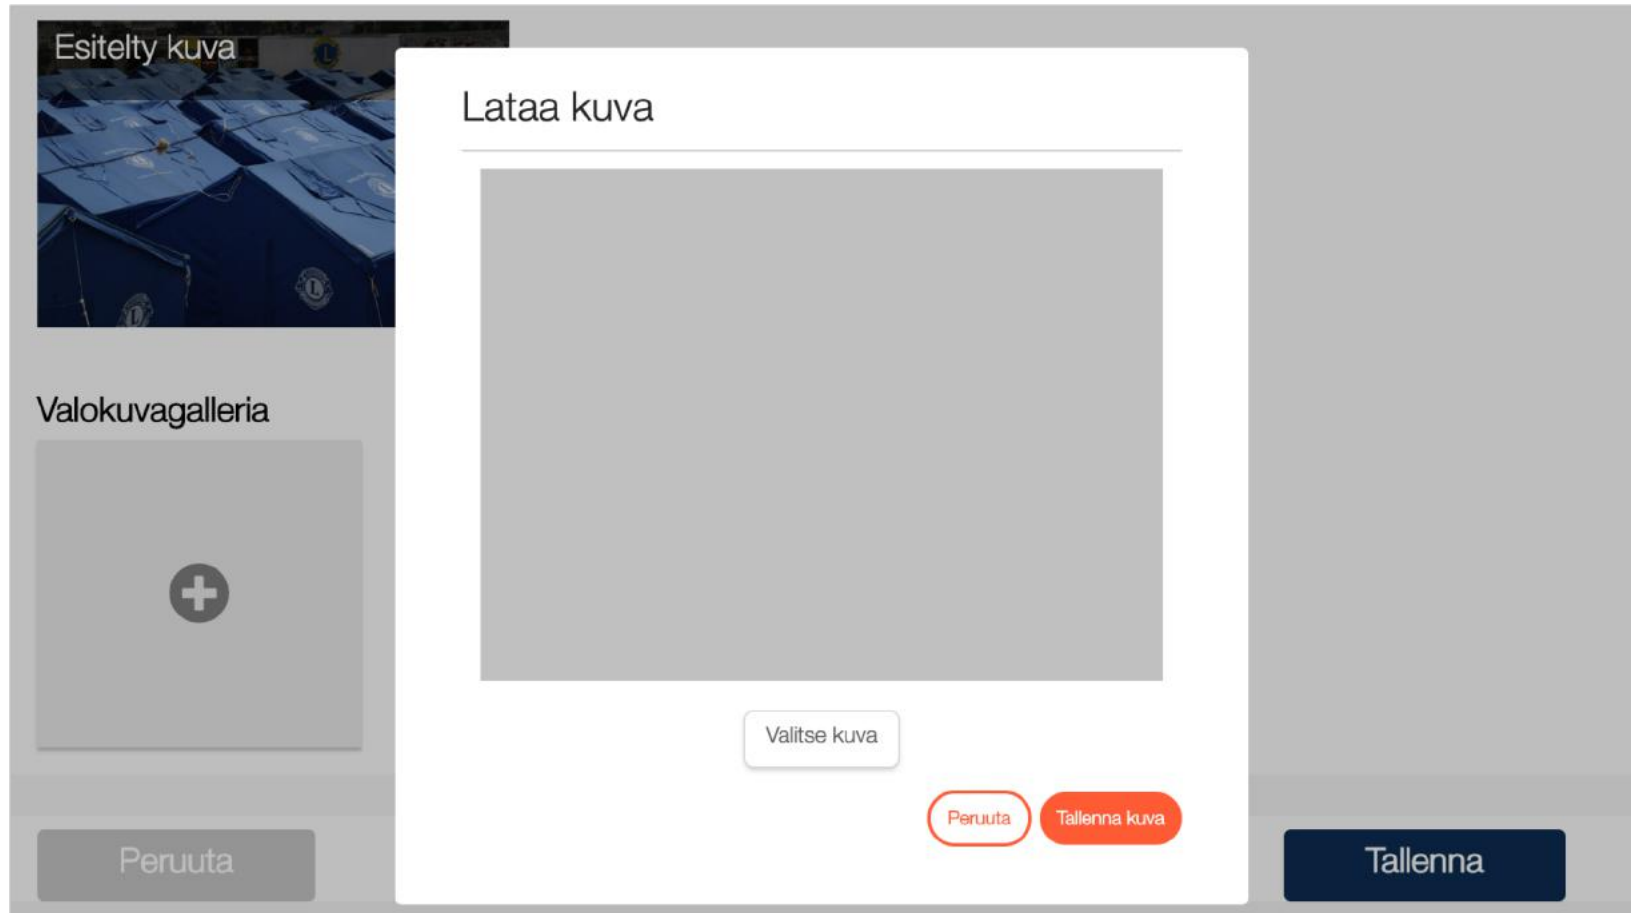 Esitelty kuva
Lataa kuva
Valokuvagalleria
Valitse kuva
Peruuta
Tallenna kuva
Peruuta
Tallenna